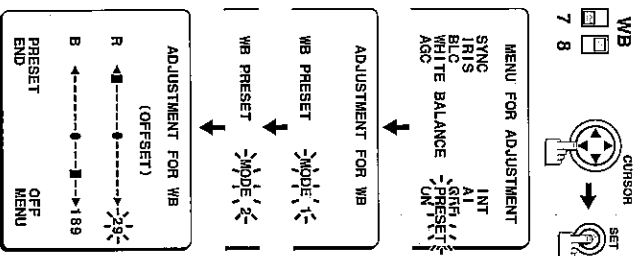 WB
7 8
CURSOR
SET
MENU FOR ADJUSTMENT
SYNC INT
IRIS AI
BLC OFF
WHITE BALANCE PRESET
AGC ON
ADJUSTMENT FOR WB
WB PRESET MODE 1
WB PRESET MODE 2
ADJUSTMENT FOR WB
(OFFSET)
R 29
B 189
PRESET OFF
END MENU